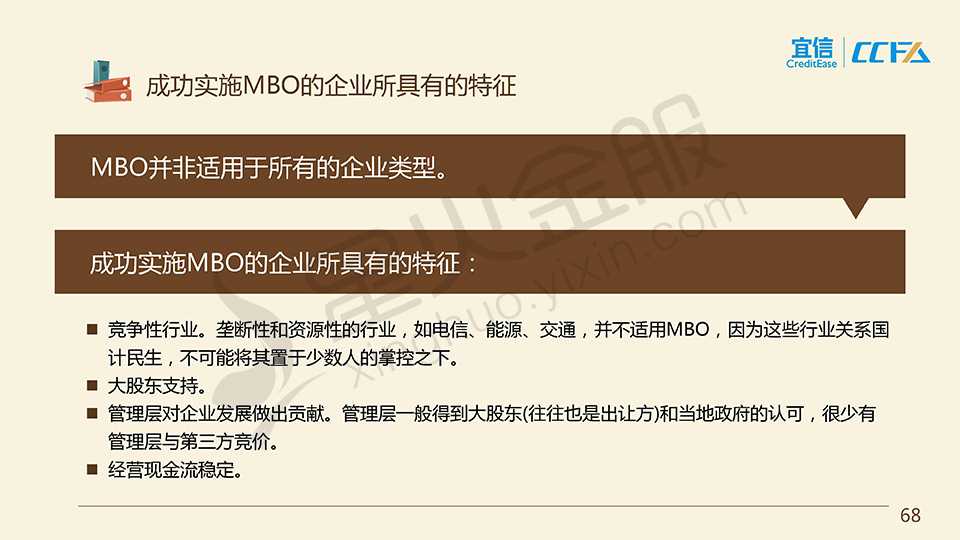 宜信
CreditEase
CCFA
成功实施MBO的企业所具有的特征
MBO并非适用于所有的企业类型。
成功实施MBO的企业所具有的特征：
■ 竞争性行业。垄断性和资源性的行业，如电信、能源、交通，并不适用MBO，因为这些行业关系国
计民生，不可能将其置于少数人的掌控之下。
■ 大股东支持。
■ 管理层对企业发展做出贡献。管理层一般得到大股东(往往也是出让方)和当地政府的认可，很少有
管理层与第三方竞价。
■ 经营现金流稳定。
星火金服
xinghuo.yixin.com
68